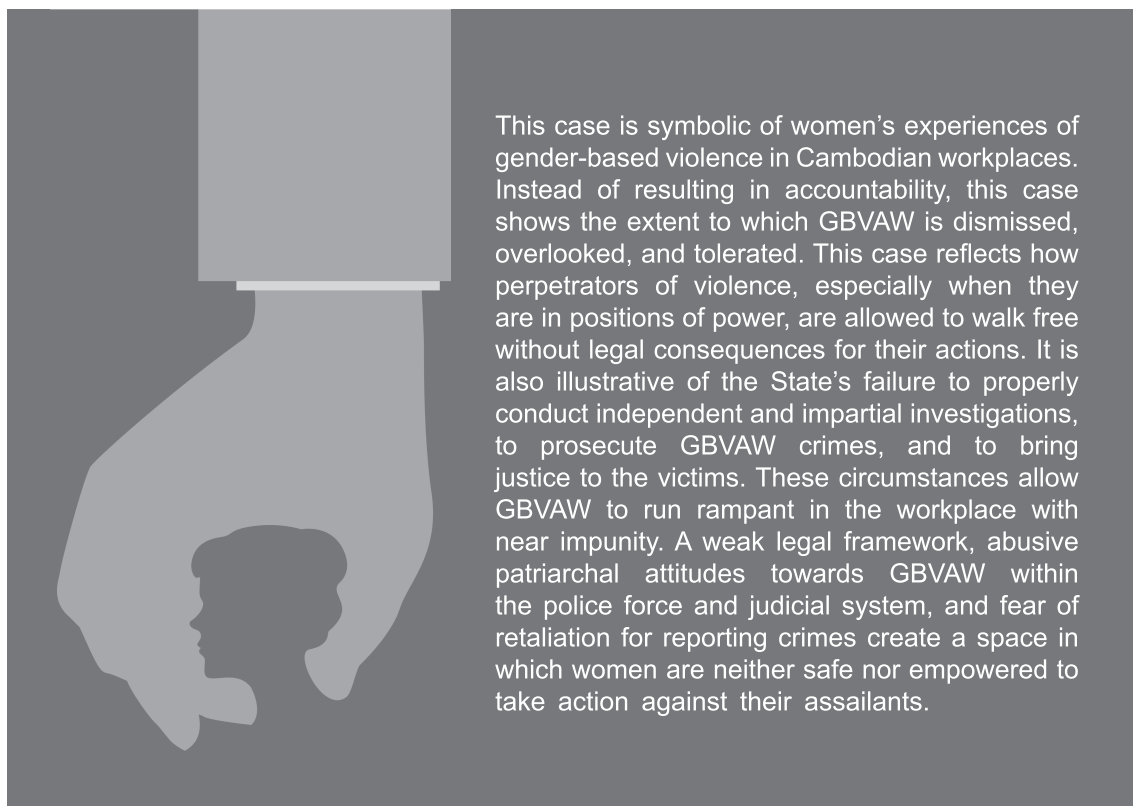 This case is symbolic of women’s experiences of
gender-based violence in Cambodian workplaces.
Instead of resulting in accountability, this case
shows the extent to which GBVAW is dismissed,
overlooked, and tolerated. This case reflects how
perpetrators of violence, especially when they
are in positions of power, are allowed to walk free
without legal consequences for their actions. It is
also illustrative of the State’s failure to properly
conduct independent and impartial investigations,
to prosecute GBVAW crimes, and to bring
justice to the victims. These circumstances allow
GBVAW to run rampant in the workplace with
near impunity. A weak legal framework, abusive
patriarchal attitudes towards GBVAW within
the police force and judicial system, and fear of
retaliation for reporting crimes create a space in
which women are neither safe nor empowered to
take action against their assailants.